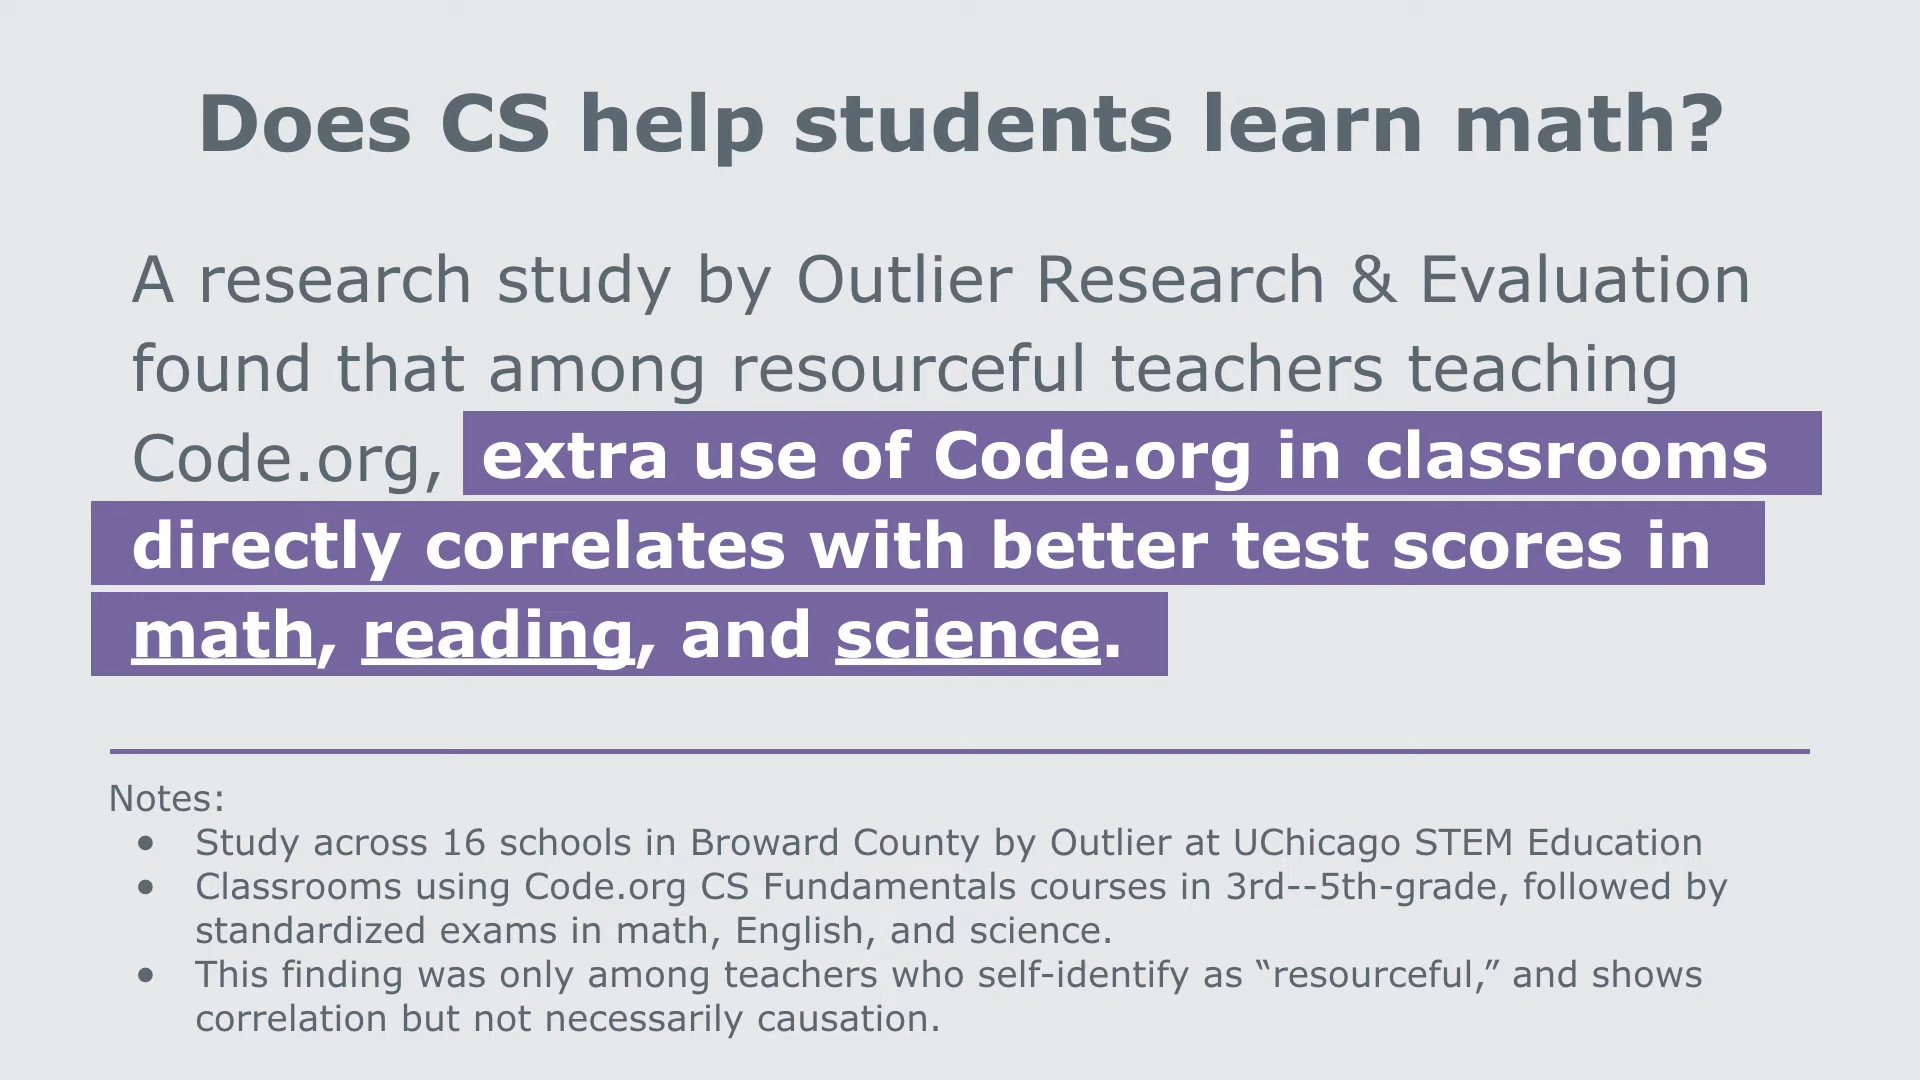 Does CS help students learn math?
A research study by Outlier Research & Evaluation
found that among resourceful teachers teaching
Code.org, extra use of Code.org in classrooms
directly correlates with better test scores in
math, reading, and science.
Notes:
● Study across 16 schools in Broward County by Outlier at UChicago STEM Education
● Classrooms using Code.org CS Fundamentals courses in 3rd--5th-grade, followed by
standardized exams in math, English, and science.
● This finding was only among teachers who self-identify as “resourceful,” and shows
correlation but not necessarily causation.